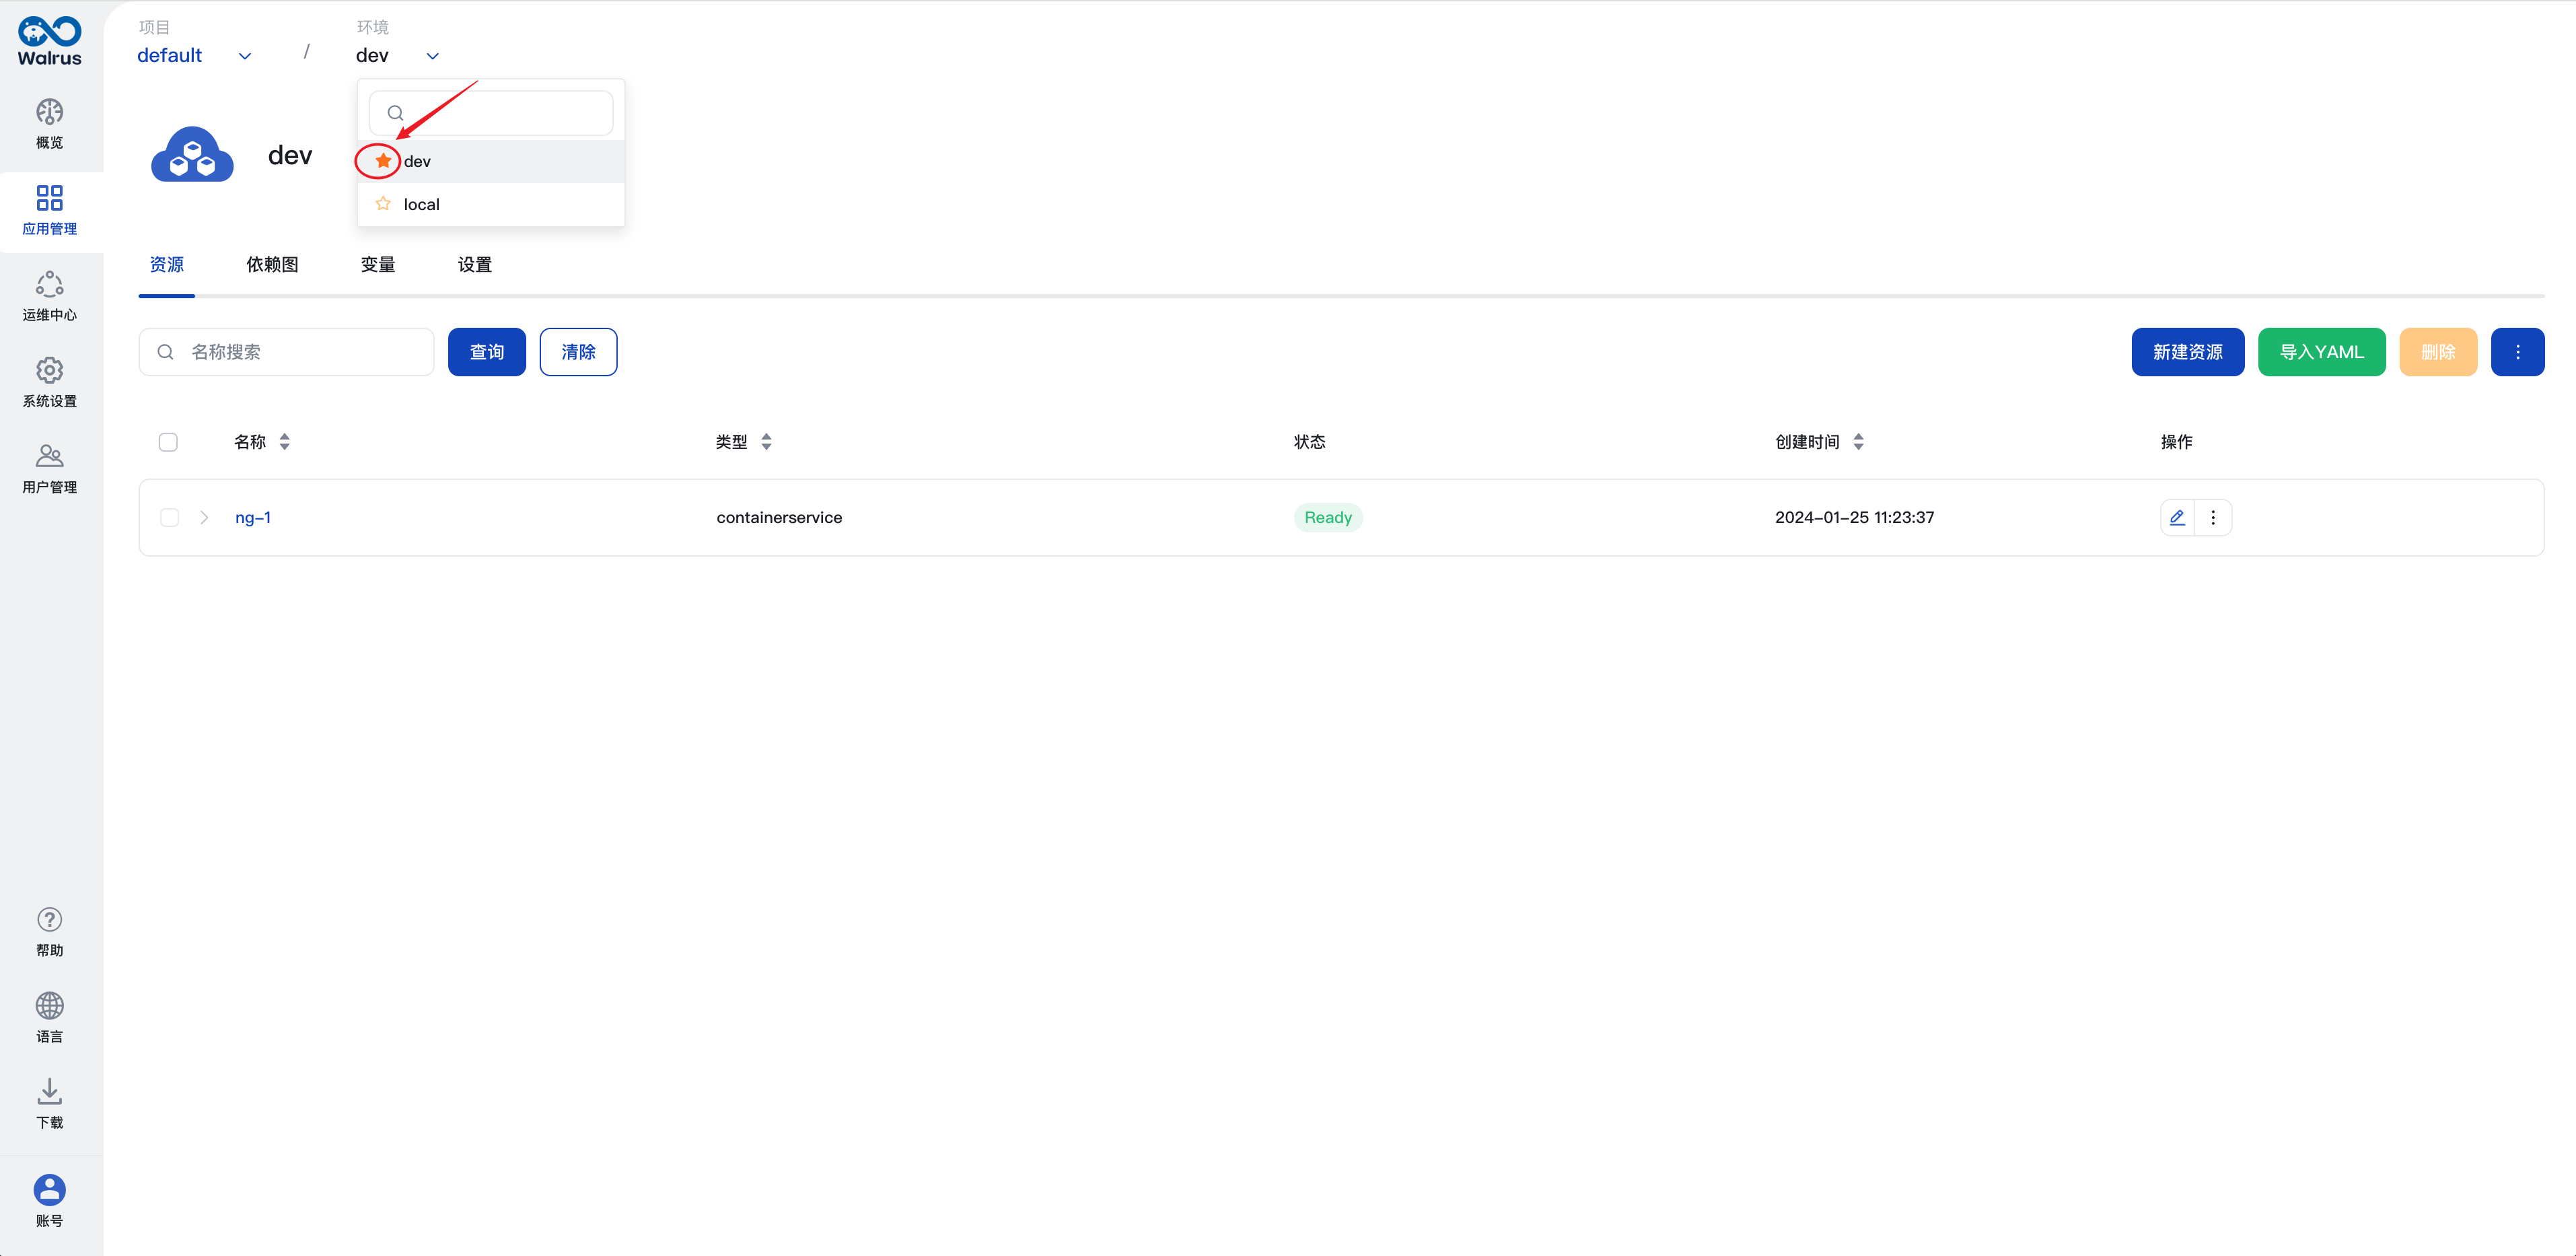 Walrus
概览
应用管理
运维中心
系统设置
用户管理
帮助
语言
下载
账号
项目
default
/
环境
dev
dev
dev
local
资源
依赖图
变量
设置
名称搜索
查询
清除
新建资源
导入YAML
删除
名称
类型
状态
创建时间
操作
ng-1
containerservice
Ready
2024-01-25 11:23:37